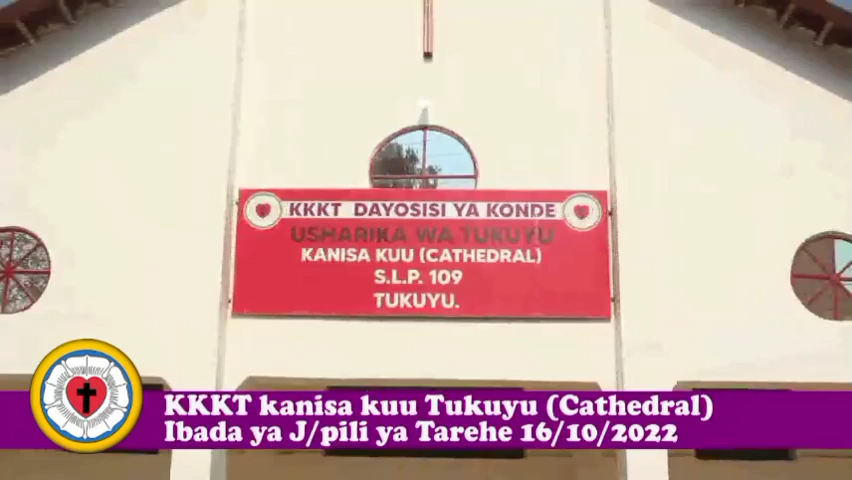 KKKT DAYOSISI YA KONDE
USHARIKA WA TUKUYU
KANISA KUU (CATHEDRAL)
S.L.P. 109
TUKUYU.
KKKT kanisa kuu Tukuyu (Cathedral)
Ibada ya J/pili ya Tarehe 16/10/2022